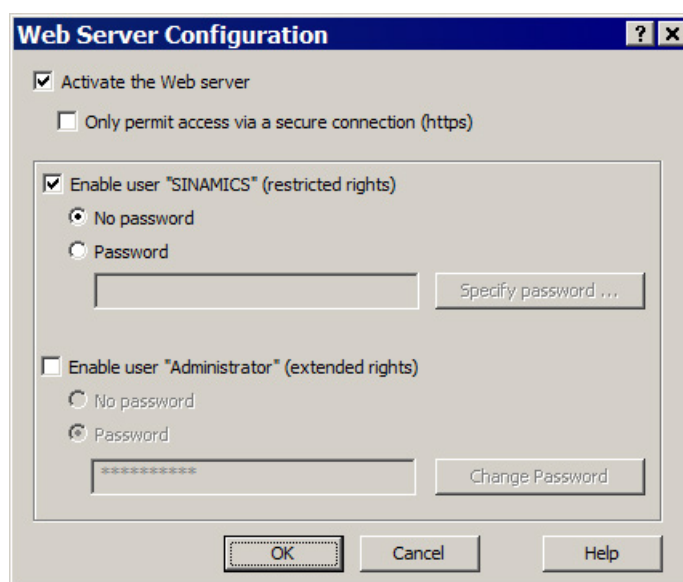 Web Server Configuration
Activate the Web server
Only permit access via a secure connection (https)
Enable user "SINAMICS" (restricted rights)
No password
Password
Specify password ...
Enable user "Administrator" (extended rights)
No password
Password
********** Change Password
OK Cancel Help